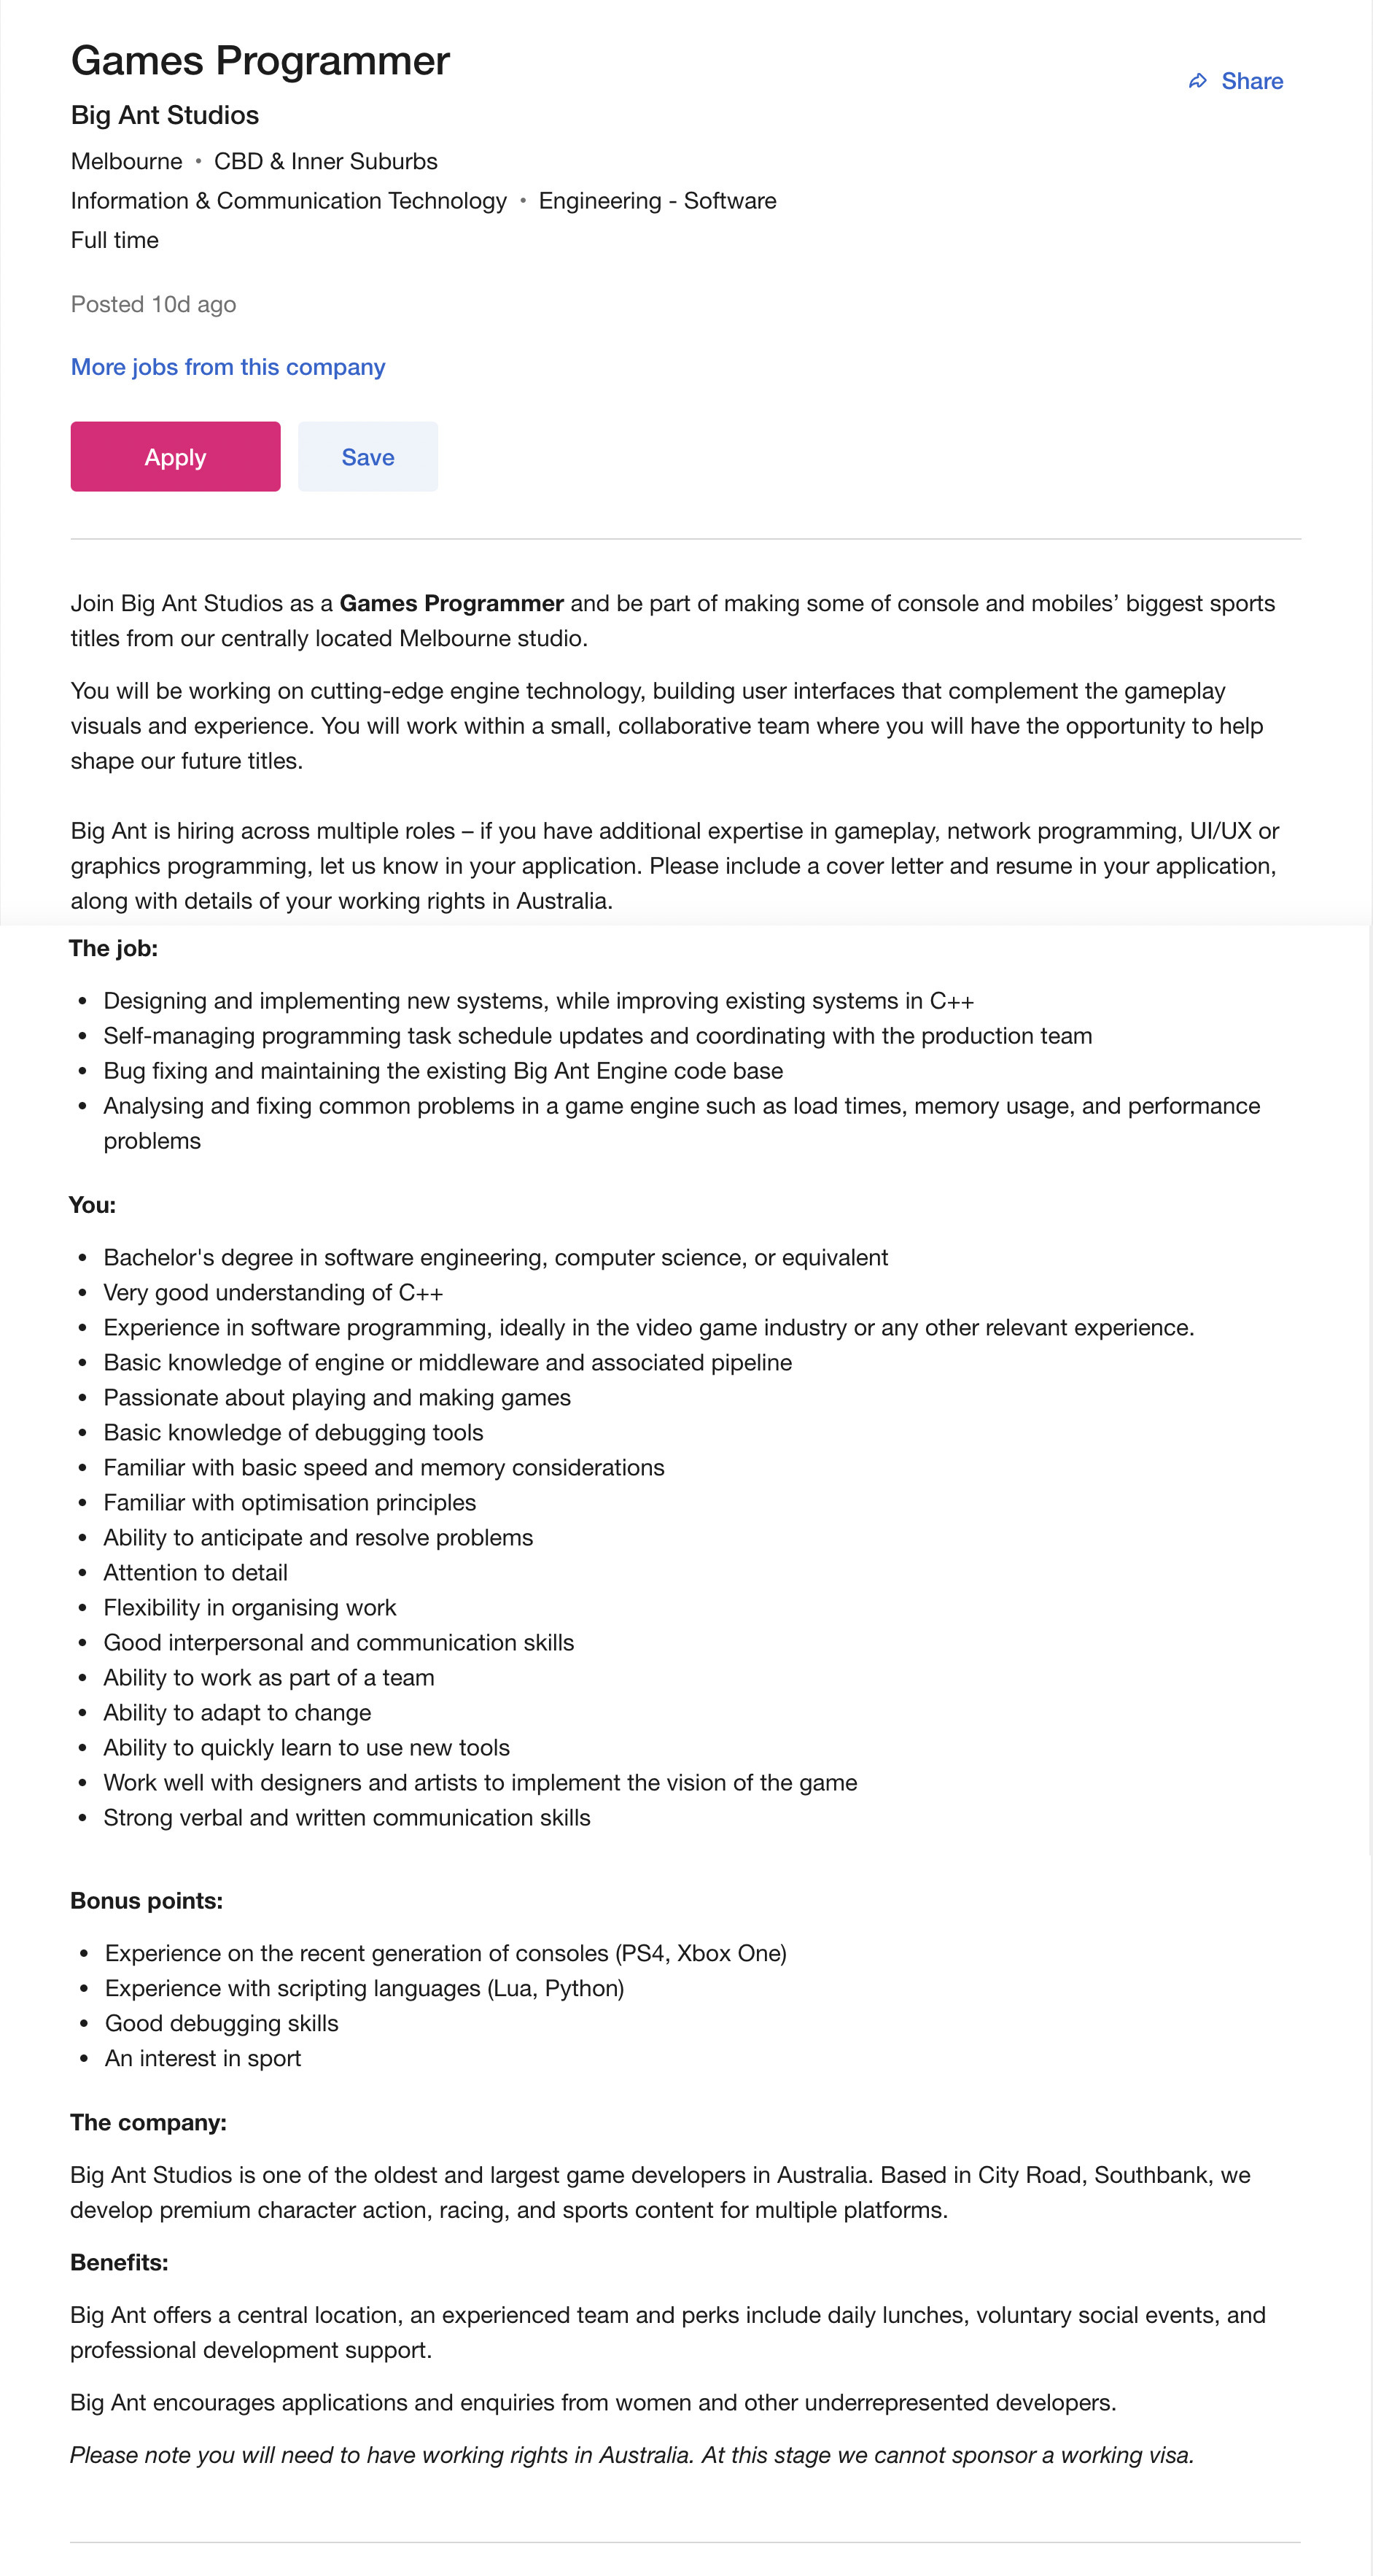 Games Programmer
Share
Big Ant Studios
Melbourne • CBD & Inner Suburbs
Information & Communication Technology • Engineering - Software
Full time
Posted 10d ago
More jobs from this company
Apply
Save
Join Big Ant Studios as a Games Programmer and be part of making some of console and mobiles’ biggest sports
titles from our centrally located Melbourne studio.
You will be working on cutting-edge engine technology, building user interfaces that complement the gameplay
visuals and experience. You will work within a small, collaborative team where you will have the opportunity to help
shape our future titles.
Big Ant is hiring across multiple roles – if you have additional expertise in gameplay, network programming, UI/UX or
graphics programming, let us know in your application. Please include a cover letter and resume in your application,
along with details of your working rights in Australia.
The job:
• Designing and implementing new systems, while improving existing systems in C++
• Self-managing programming task schedule updates and coordinating with the production team
• Bug fixing and maintaining the existing Big Ant Engine code base
• Analysing and fixing common problems in a game engine such as load times, memory usage, and performance
problems
You:
• Bachelor's degree in software engineering, computer science, or equivalent
• Very good understanding of C++
• Experience in software programming, ideally in the video game industry or any other relevant experience.
• Basic knowledge of engine or middleware and associated pipeline
• Passionate about playing and making games
• Basic knowledge of debugging tools
• Familiar with basic speed and memory considerations
• Familiar with optimisation principles
• Ability to anticipate and resolve problems
• Attention to detail
• Flexibility in organising work
• Good interpersonal and communication skills
• Ability to work as part of a team
• Ability to adapt to change
• Ability to quickly learn to use new tools
• Work well with designers and artists to implement the vision of the game
• Strong verbal and written communication skills
Bonus points:
• Experience on the recent generation of consoles (PS4, Xbox One)
• Experience with scripting languages (Lua, Python)
• Good debugging skills
• An interest in sport
The company:
Big Ant Studios is one of the oldest and largest game developers in Australia. Based in City Road, Southbank, we
develop premium character action, racing, and sports content for multiple platforms.
Benefits:
Big Ant offers a central location, an experienced team and perks include daily lunches, voluntary social events, and
professional development support.
Big Ant encourages applications and enquiries from women and other underrepresented developers.
Please note you will need to have working rights in Australia. At this stage we cannot sponsor a working visa.